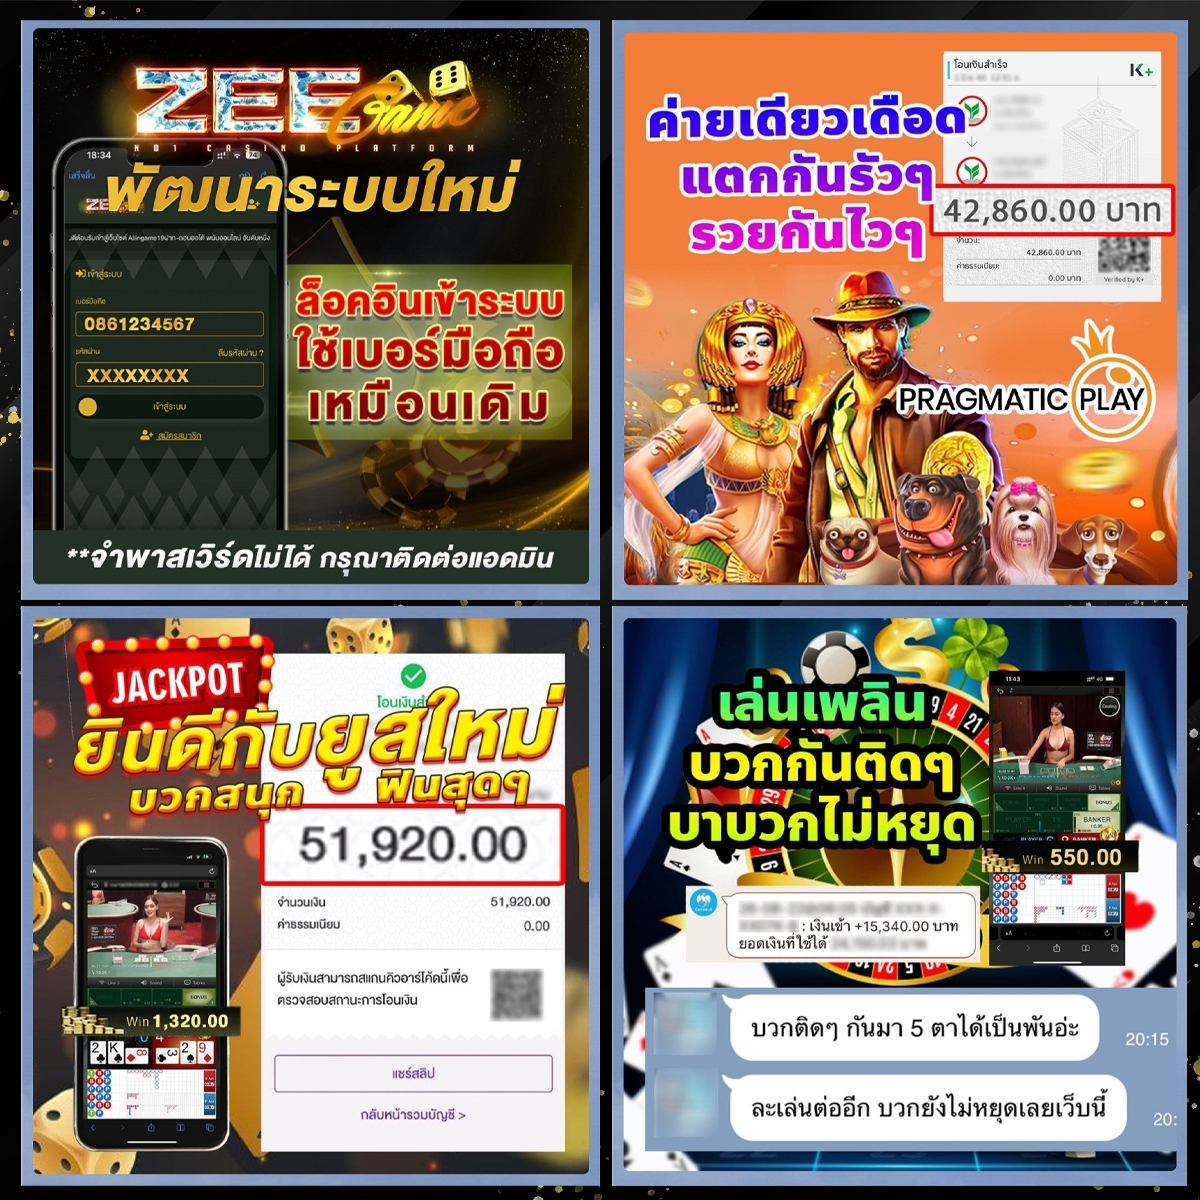 ZEE Game
NO1 CASINO PLATFORM
18:34
74
เสร็จสิ้น
พัฒนาระบบใหม่
เข้าสู่ระบบ
เบอร์มือถือ
0861234567
รหัสผ่าน
ลืมรหัสผ่าน ?
XXXXXXXX
เข้าสู่ระบบ
สมัครสมาชิก
ล็อคอินเข้าระบบ
ใช้เบอร์มือถือ
เหมือนเดิม
**จำพาสเวิร์ดไม่ได้ กรุณาติดต่อแอดมิน
ค่ายเดียวเดือด
แตกกันรัวๆ
รวยกันไวๆ
โอนเงินสำเร็จ
K+
42,860.00 บาท
จำนวน:
42,860.00 บาท
ค่าธรรมเนียม:
0.00 บาท
Verified by K+
PRAGMATIC PLAY
JACKPOT
ยินดีกับยูสใหม่
บวกสนุก ฟินสุดๆ
โอนเงินสำ
51,920.00
จำนวนเงิน 51,920.00
ค่าธรรมเนียม 0.00
ผู้รับเงินสามารถสแกนคิวอาร์โค้ดนี้เพื่อ
ตรวจสอบสถานะการโอนเงิน
แชร์สลิป
กลับหน้ารวมบัญชี >
BONUS
Win 1,320.00
เล่นเพลิน
บวกกันติดๆ
บาบวกไม่หยุด
11:43
4G
Dealing
BONUS
BANKER
Win 550.00
: เงินเข้า +15,340.00 บาท
ยอดเงินที่ใช้ได้
บวกติดๆ กันมา 5 ตาได้เป็นพันอ่ะ
20:15
ละเล่นต่ออีก บวกยังไม่หยุดเลยเว็บนี้
20: